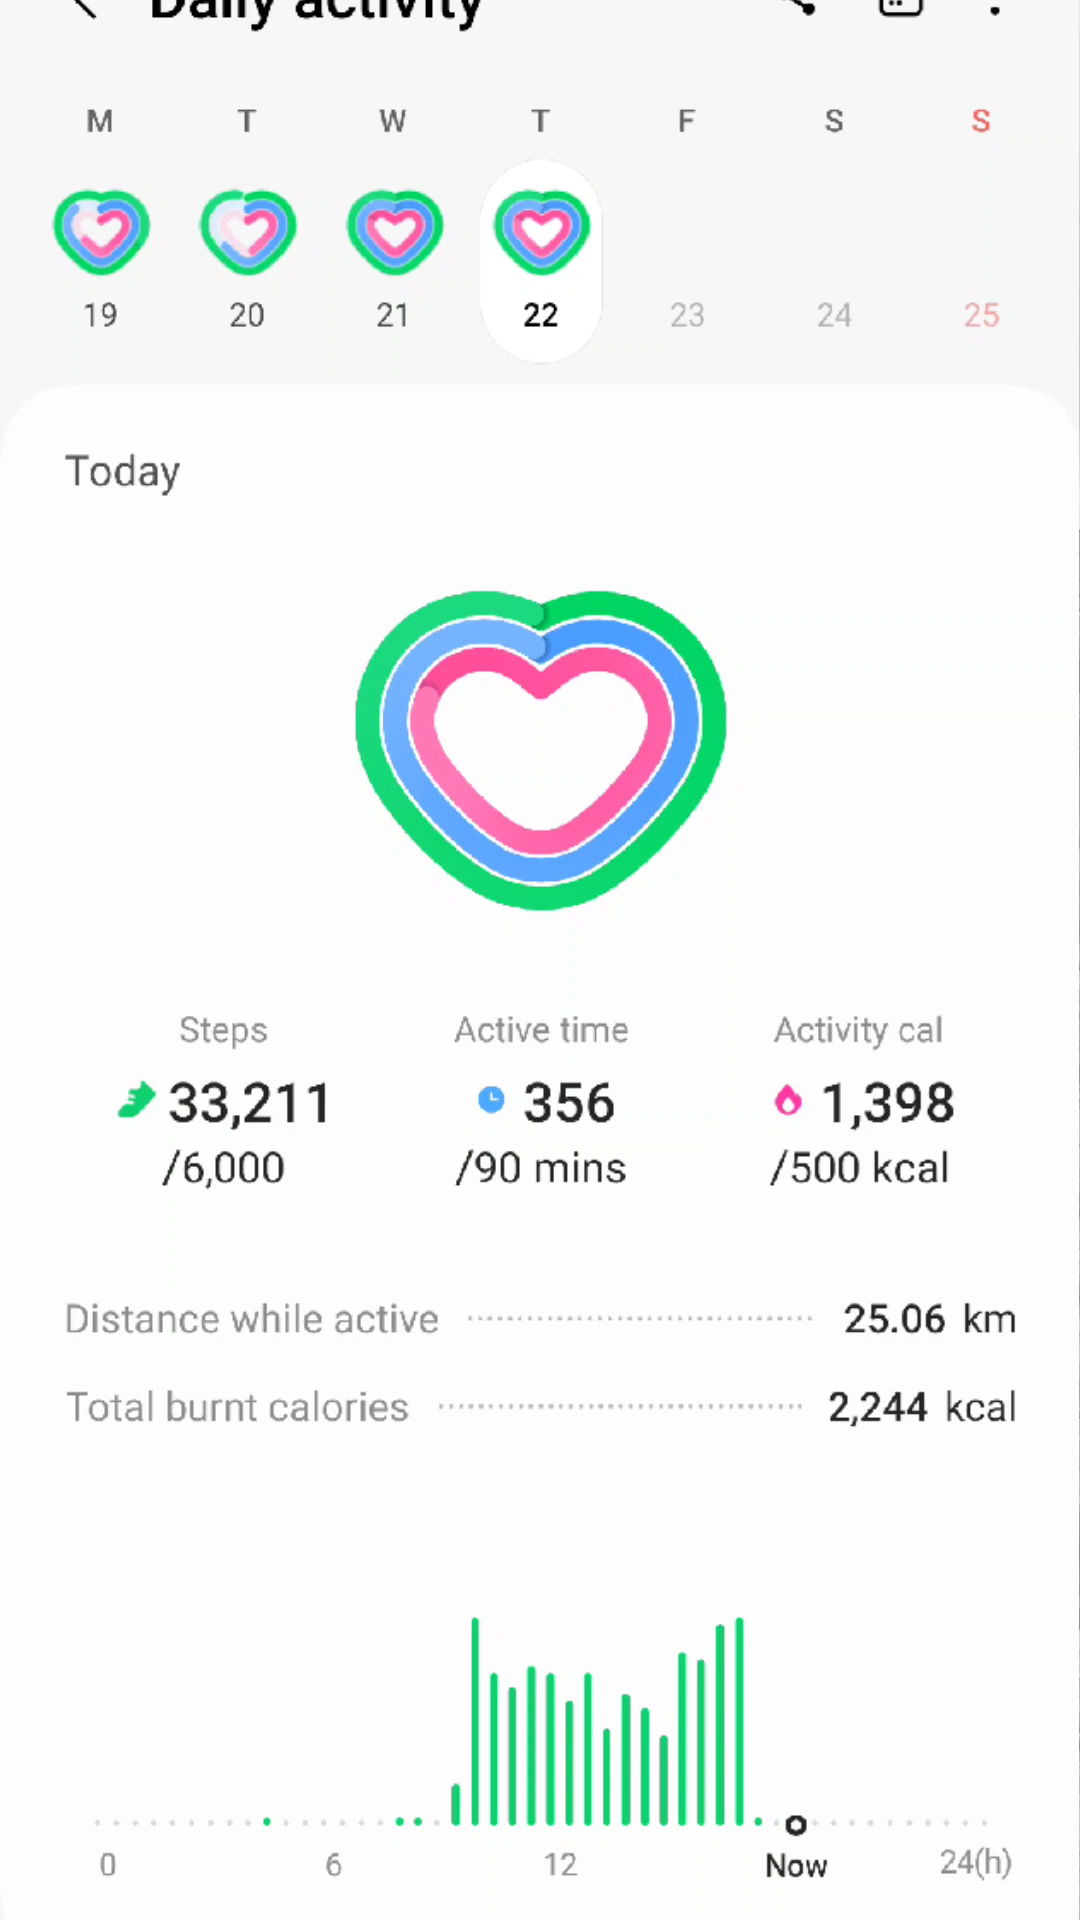 Daily activity
M T W T F S S
19 20 21 22 23 24 25
Today
Steps Active time Activity cal
33,211 356 1,398
/6,000 /90 mins /500 kcal
Distance while active 25.06 km
Total burnt calories 2,244 kcal
0 6 12 Now 24(h)